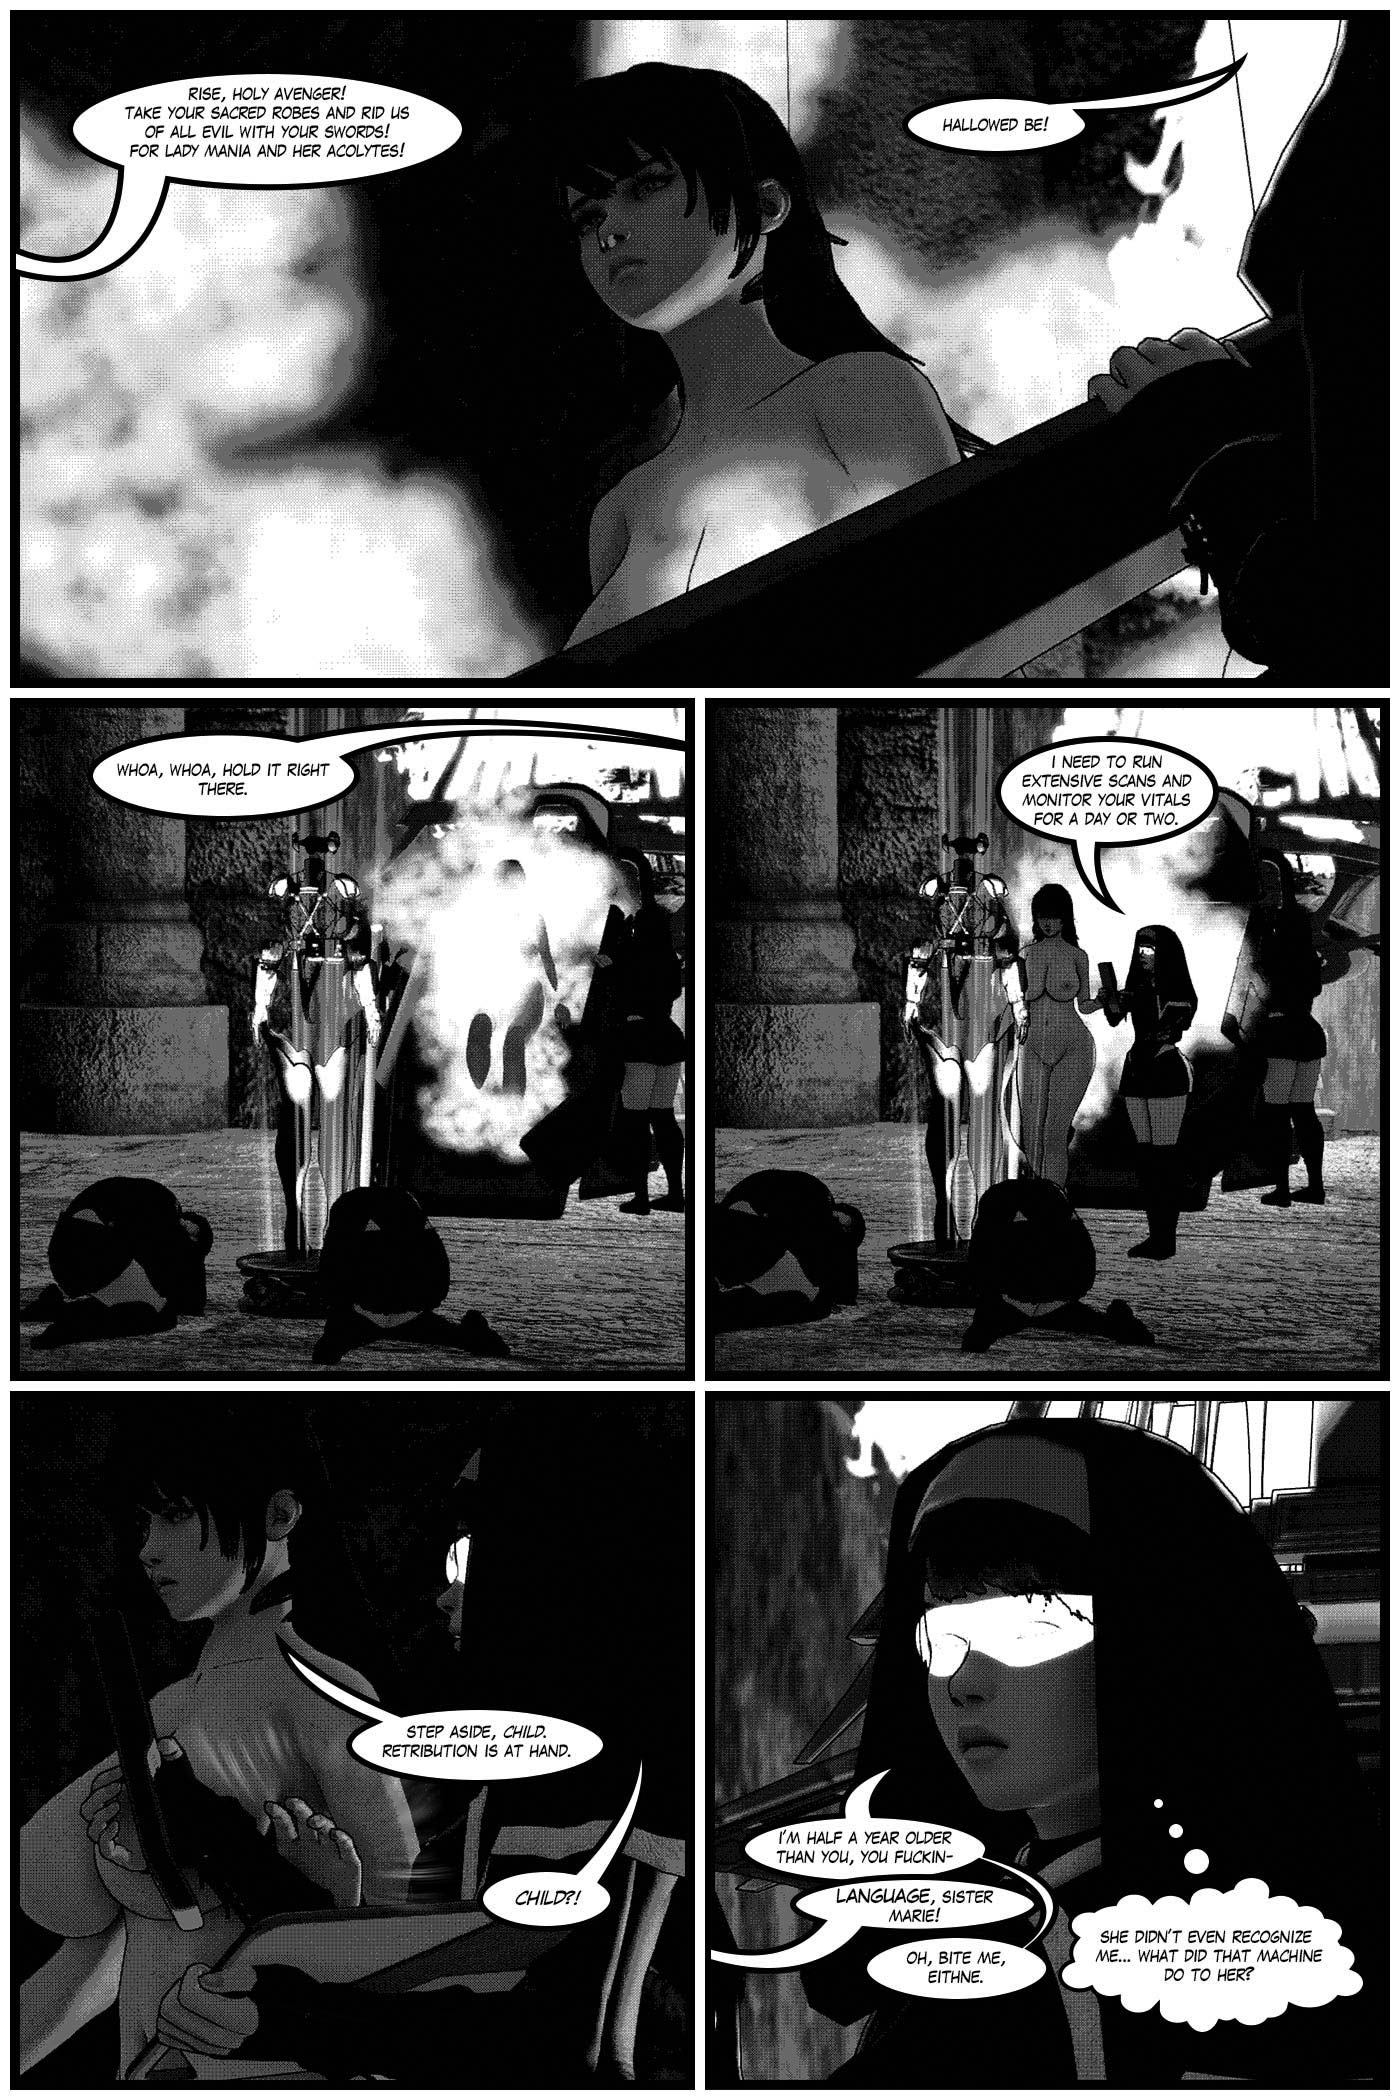 RISE, HOLY AVENGER!
TAKE YOUR SACRED ROBES AND RID US
OF ALL EVIL WITH YOUR SWORDS!
FOR LADY MANIA AND HER ACOLYTES!
HALLOWED BE!
WHOA, WHOA, HOLD IT RIGHT
THERE.
I NEED TO RUN
EXTENSIVE SCANS AND
MONITOR YOUR VITALS
FOR A DAY OR TWO.
STEP ASIDE, CHILD.
RETRIBUTION IS AT HAND.
CHILD?!
I'M HALF A YEAR OLDER
THAN YOU, YOU FUCKIN-
LANGUAGE, SISTER
MARIE!
OH, BITE ME,
EITHNE.
SHE DIDN'T EVEN RECOGNIZE
ME... WHAT DID THAT MACHINE
DO TO HER?